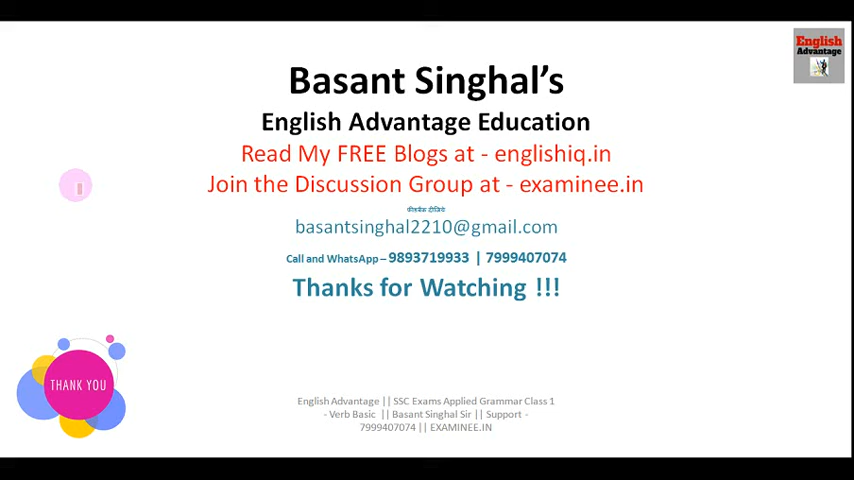 English
Advantage
Basant Singhal’s
English Advantage Education
Read My FREE Blogs at - englishiq.in
Join the Discussion Group at - examinee.in
फीडबैक दीजिये
basantsinghal2210@gmail.com
Call and WhatsApp – 9893719933 | 7999407074
Thanks for Watching !!!
THANK YOU
English Advantage || SSC Exams Applied Grammar Class 1
- Verb Basic || Basant Singhal Sir || Support -
7999407074 || EXAMINEE.IN